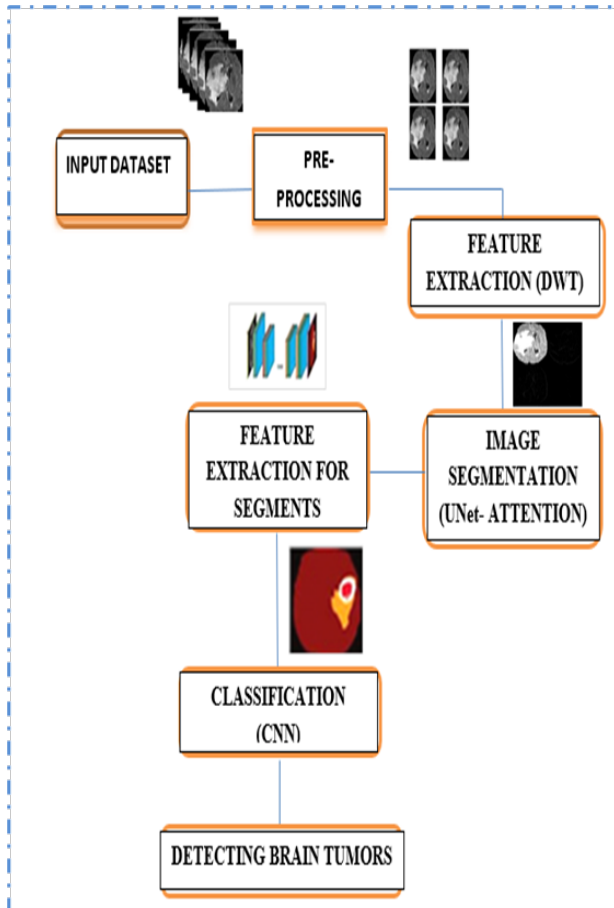 INPUT DATASET
PRE-
PROCESSING
FEATURE
EXTRACTION (DWT)
IMAGE
SEGMENTATION
(UNet- ATTENTION)
FEATURE
EXTRACTION FOR
SEGMENTS
CLASSIFICATION
(CNN)
DETECTING BRAIN TUMORS